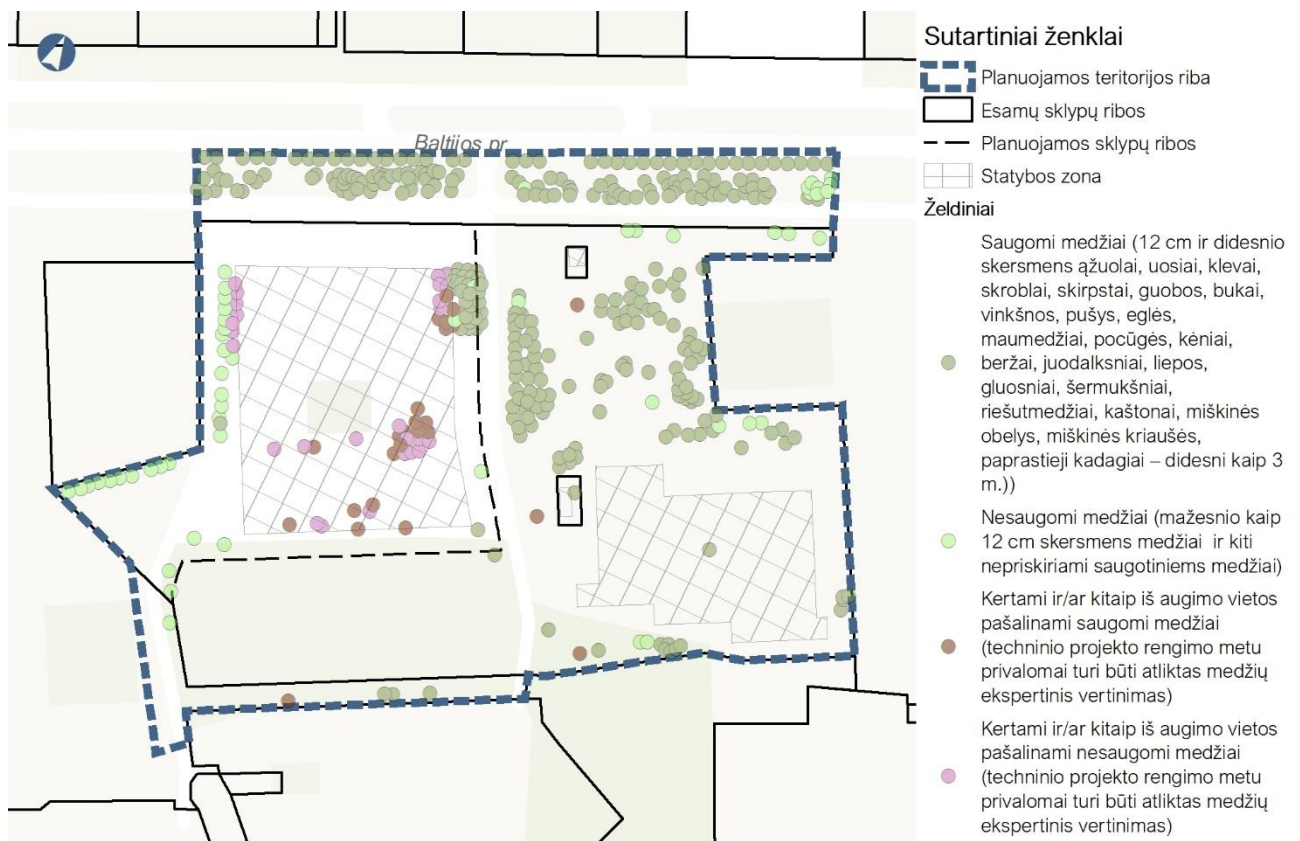 Baltijos pr.
Sutartiniai ženklai
Planuojamos teritorijos riba
Esamų sklypų ribos
Planuojamos sklypų ribos
Statybos zona
Želdiniai
Saugomi medžiai (12 cm ir didesnio
skersmens ąžuolai, uosiai, klevai,
skroblai, skirpstai, guobos, bukai,
vinkšnos, pušys, eglės,
maumedžiai, pocūgės, kėniai,
beržai, juodalksniai, liepos,
gluosniai, šermukšniai,
riešutmedžiai, kaštonai, miškinės
obelys, miškinės kriaušės,
paprastieji kadagiai – didesni kaip 3
m.))
Nesaugomi medžiai (mažesnio kaip
12 cm skersmens medžiai ir kiti
nepriskiriami saugotiniems medžiai)
Kertami ir/ar kitaip iš augimo vietos
pašalinami saugomi medžiai
(techninio projekto rengimo metu
privalomai turi būti atliktas medžių
ekspertinis vertinimas)
Kertami ir/ar kitaip iš augimo vietos
pašalinami nesaugomi medžiai
(techninio projekto rengimo metu
privalomai turi būti atliktas medžių
ekspertinis vertinimas)